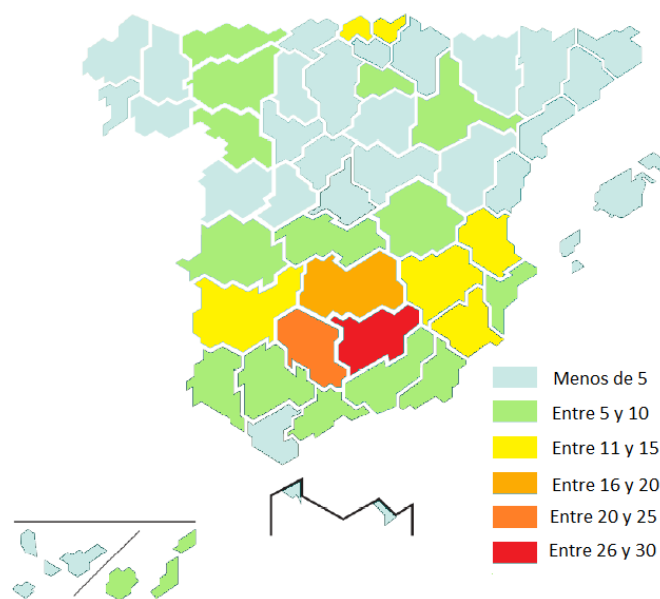 Menos de 5
Entre 5 y 10
Entre 11 y 15
Entre 16 y 20
Entre 20 y 25
Entre 26 y 30